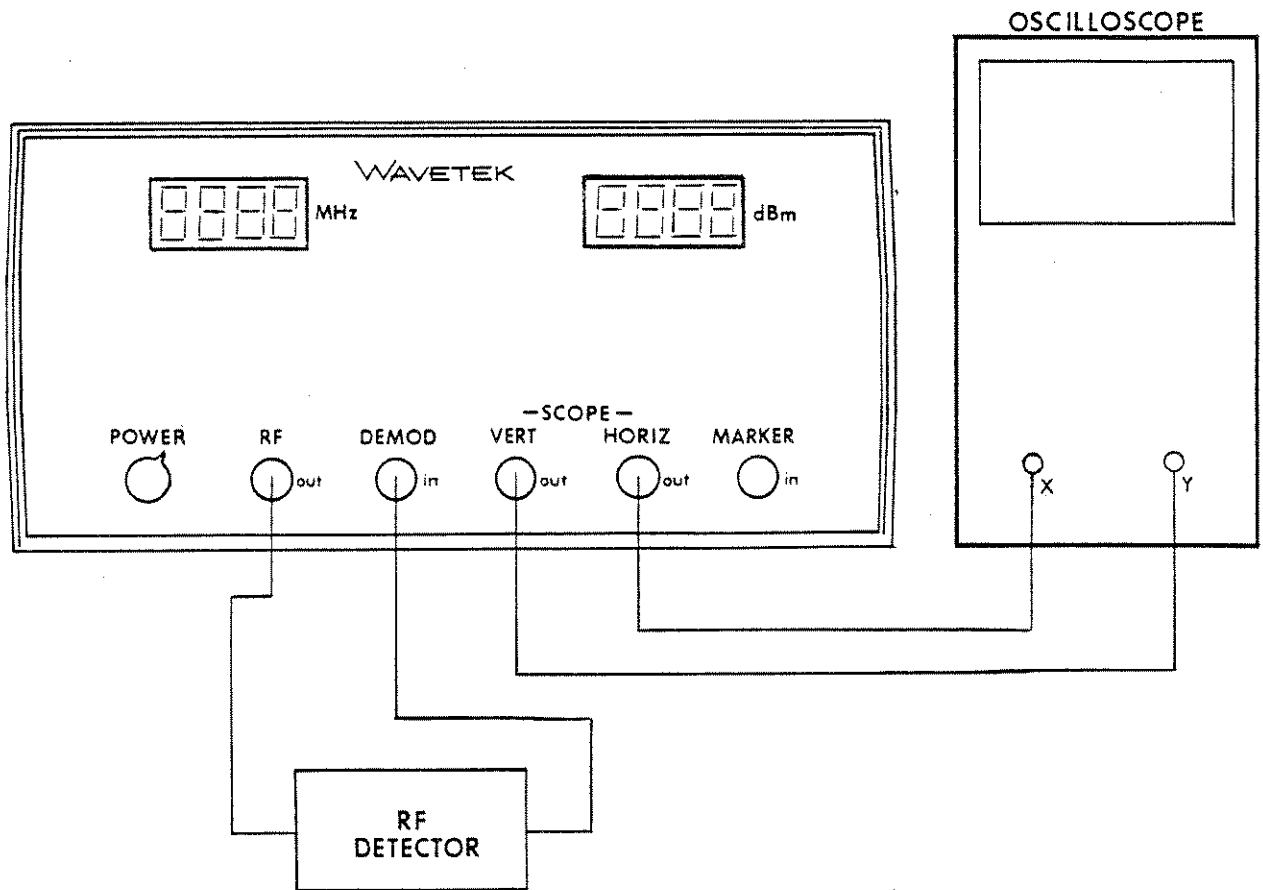 OSCILLOSCOPE
WAVETEK
MHz
dBm
—SCOPE—
POWER RF DEMOD VERT HORIZ MARKER
out in out out in
X Y
RF
DETECTOR